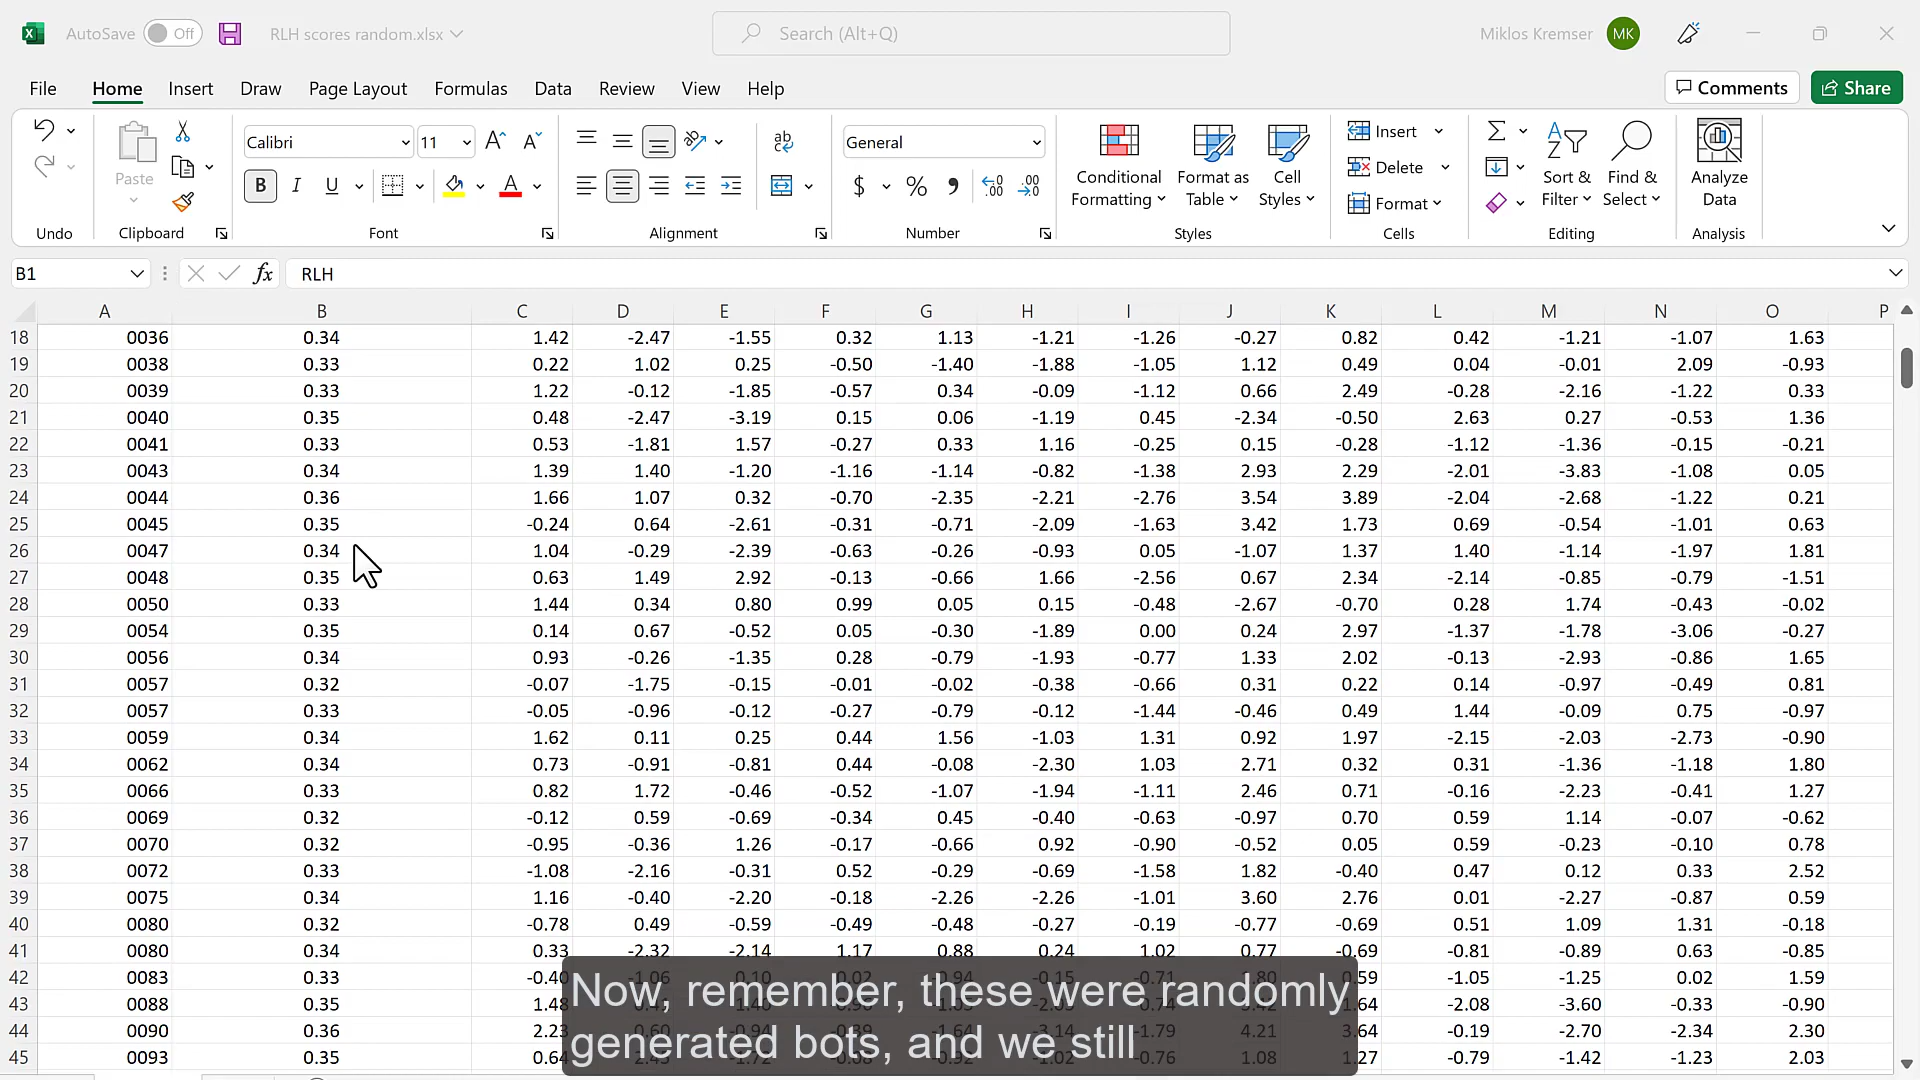 AutoSave Off RLH scores random.xlsx Search (Alt+Q) Miklos Kremser MK
File Home Insert Draw Page Layout Formulas Data Review View Help Comments Share
Calibri 11 General Insert
Paste Conditional Formatting Format as Table Cell Styles Delete Sort & Filter Find & Select Analyze Data
B I U A $ % Format
Undo Clipboard Font Alignment Number Styles Cells Editing Analysis
B1 fx RLH
A B C D E F G H I J K L M N O P
18 0036 0.34 1.42 -2.47 -1.55 0.32 1.13 -1.21 -1.26 -0.27 0.82 0.42 -1.21 -1.07 1.63
19 0038 0.33 0.22 1.02 0.25 -0.50 -1.40 -1.88 -1.05 1.12 0.49 0.04 -0.01 2.09 -0.93
20 0039 0.33 1.22 -0.12 -1.85 -0.57 0.34 -0.09 -1.12 0.66 2.49 -0.28 -2.16 -1.22 0.33
21 0040 0.35 0.48 -2.47 -3.19 0.15 0.06 -1.19 0.45 -2.34 -0.50 2.63 0.27 -0.53 1.36
22 0041 0.33 0.53 -1.81 1.57 -0.27 0.33 1.16 -0.25 0.15 -0.28 -1.12 -1.36 -0.15 -0.21
23 0043 0.34 1.39 1.40 -1.20 -1.16 -1.14 -0.82 -1.38 2.93 2.29 -2.01 -3.83 -1.08 0.05
24 0044 0.36 1.66 1.07 0.32 -0.70 -2.35 -2.21 -2.76 3.54 3.89 -2.04 -2.68 -1.22 0.21
25 0045 0.35 -0.24 0.64 -2.61 -0.31 -0.71 -2.09 -1.63 3.42 1.73 0.69 -0.54 -1.01 0.63
26 0047 0.34 1.04 -0.29 -2.39 -0.63 -0.26 -0.93 0.05 -1.07 1.37 1.40 -1.14 -1.97 1.81
27 0048 0.35 0.63 1.49 2.92 -0.13 -0.66 1.66 -2.56 0.67 2.34 -2.14 -0.85 -0.79 -1.51
28 0050 0.33 1.44 0.34 0.80 0.99 0.05 0.15 -0.48 -2.67 -0.70 0.28 1.74 -0.43 -0.02
29 0054 0.35 0.14 0.67 -0.52 0.05 -0.30 -1.89 0.00 0.24 2.97 -1.37 -1.78 -3.06 -0.27
30 0056 0.34 0.93 -0.26 -1.35 0.28 -0.79 -1.93 -0.77 1.33 2.02 -0.13 -2.93 -0.86 1.65
31 0057 0.32 -0.07 -1.75 -0.15 -0.01 -0.02 -0.38 -0.66 0.31 0.22 0.14 -0.97 -0.49 0.81
32 0057 0.33 -0.05 -0.96 -0.12 -0.27 -0.79 -0.12 -1.44 -0.46 0.49 1.44 -0.09 0.75 -0.97
33 0059 0.34 1.62 0.11 0.25 0.44 1.56 -1.03 1.31 0.92 1.97 -2.15 -2.03 -2.73 -0.90
34 0062 0.34 0.73 -0.91 -0.81 0.44 -0.08 -2.30 1.03 2.71 0.32 0.31 -1.36 -1.18 1.80
35 0066 0.33 0.82 1.72 -0.46 -0.52 -1.07 -1.94 -1.11 2.46 0.71 -0.16 -2.23 -0.41 1.27
36 0069 0.32 -0.12 0.59 -0.69 -0.34 0.45 -0.40 -0.63 -0.97 0.70 0.59 1.14 -0.07 -0.62
37 0070 0.32 -0.95 -0.36 1.26 -0.17 -0.66 0.92 -0.90 -0.52 0.05 0.59 -0.23 -0.10 0.78
38 0072 0.33 -1.08 -2.16 -0.31 0.52 -0.29 -0.69 -1.58 1.82 -0.40 0.47 0.12 0.33 2.52
39 0075 0.34 1.16 -0.40 -2.20 -0.18 -2.26 -2.26 -1.01 3.60 2.76 0.01 -2.27 -0.87 0.59
40 0080 0.32 -0.78 0.49 -0.59 -0.49 -0.48 -0.27 -0.19 -0.77 -0.69 0.51 1.09 1.31 -0.18
41 0080 0.34 0.33 -2.32 -2.14 1.17 0.88 0.24 1.02 0.77 -0.69 -0.81 -0.89 0.63 -0.85
42 0083 0.33 -0.40 -1.05 -1.25 0.02 1.59
43 0088 0.35 1.48 -2.08 -3.60 -0.33 -0.90
44 0090 0.36 2.23 -0.19 -2.70 -2.34 2.30
45 0093 0.35 0.64 -0.79 -1.42 -1.23 2.03
Now, remember, these were randomly
generated bots, and we still